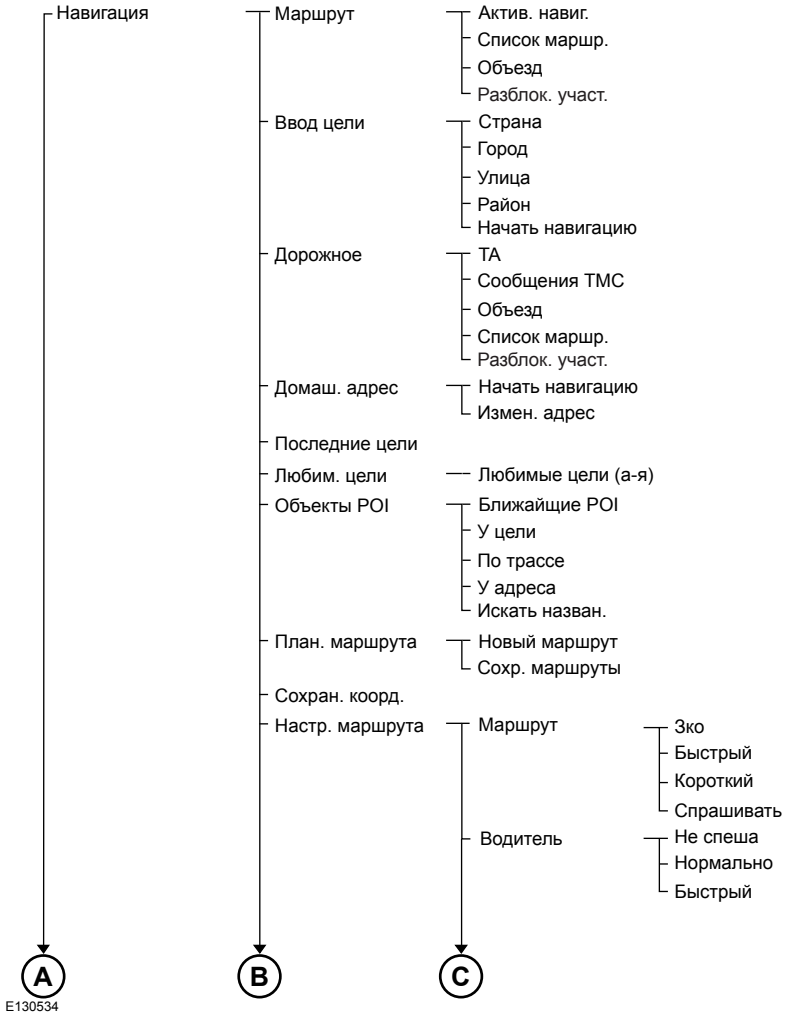 Навигация
Маршрут
Актив. навиг.
Список маршр.
Объезд
Разблок. участ.
Ввод цели
Страна
Город
Улица
Район
Начать навигацию
Дорожное
TA
Сообщения TMC
Объезд
Список маршр.
Разблок. участ.
Домаш. адрес
Начать навигацию
Измен. адрес
Последние цели
Любим. цели
Любимые цели (а-я)
Объекты POI
Ближайщие POI
У цели
По трассе
У адреса
Искать назван.
План. маршрута
Новый маршрут
Сохр. маршруты
Сохран. коорд.
Настр. маршрута
Маршрут
Зко
Быстрый
Короткий
Спрашивать
Водитель
Не спеша
Нормально
Быстрый
A
B
C
E130534